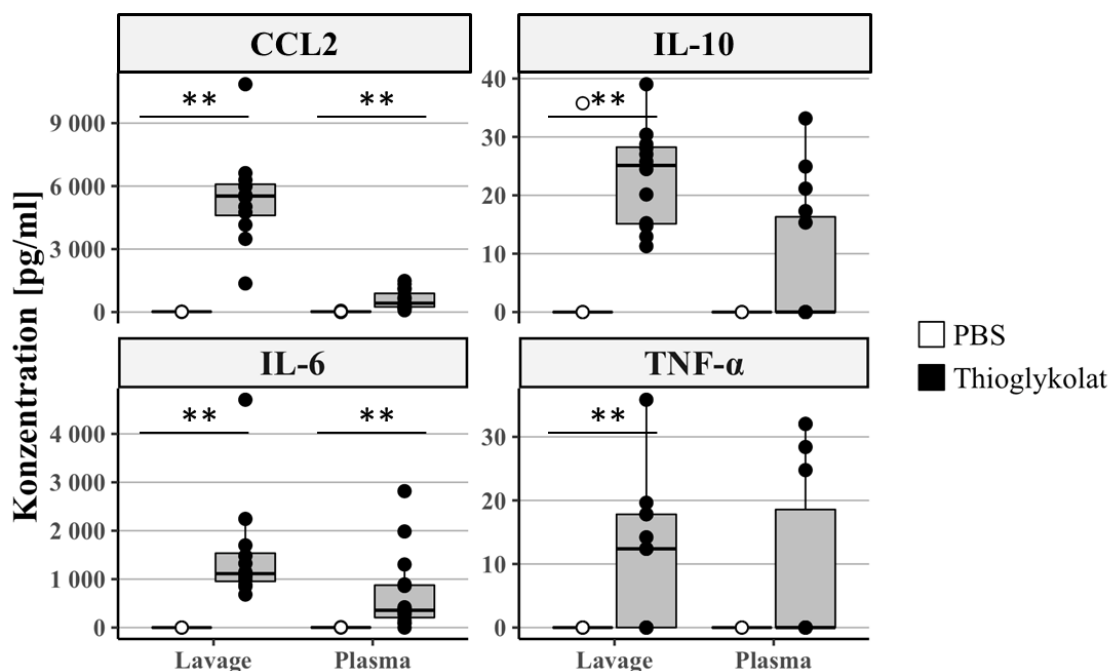 CCL2
IL-10
Konzentration [pg/ml]
9 000
6 000
3 000
0
**
**
40
30
20
10
0
**
IL-6
TNF-α
4 000
3 000
2 000
1 000
0
**
**
30
20
10
0
**
Lavage
Plasma
Lavage
Plasma
PBS
Thioglykolat